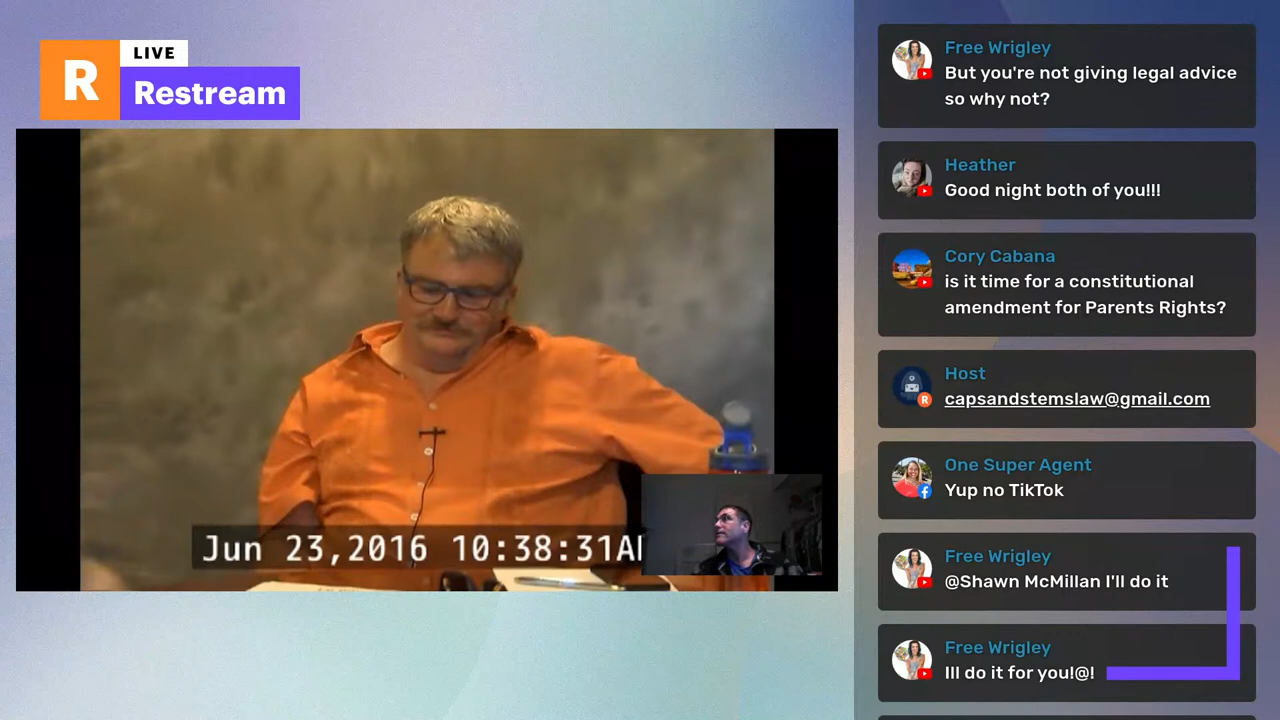 R
LIVE
Restream
Jun 23,2016 10:38:31A
Free Wrigley
But you're not giving legal advice
so why not?
Heather
Good night both of you!!!
Cory Cabana
is it time for a constitutional
amendment for Parents Rights?
Host
capsandstemslaw@gmail.com
One Super Agent
Yup no TikTok
Free Wrigley
@Shawn McMillan I'll do it
Free Wrigley
Ill do it for you!@!